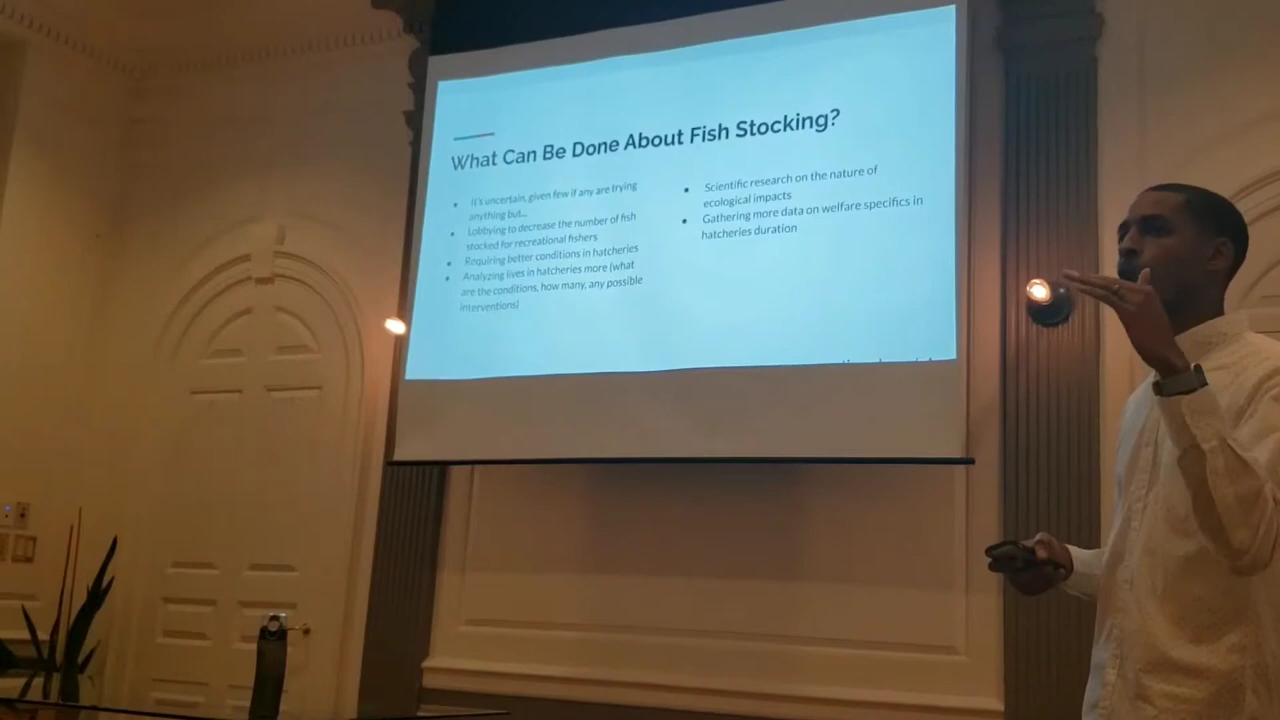 What Can Be Done About Fish Stocking?
It's uncertain, given few if any are trying
anything but...
Lobbying to decrease the number of fish
stocked for recreational fishers
Requiring better conditions in hatcheries
Analyzing lives in hatcheries more (what
are the conditions, how many, any possible
interventions)
Scientific research on the nature of
ecological impacts
Gathering more data on welfare specifics in
hatcheries duration